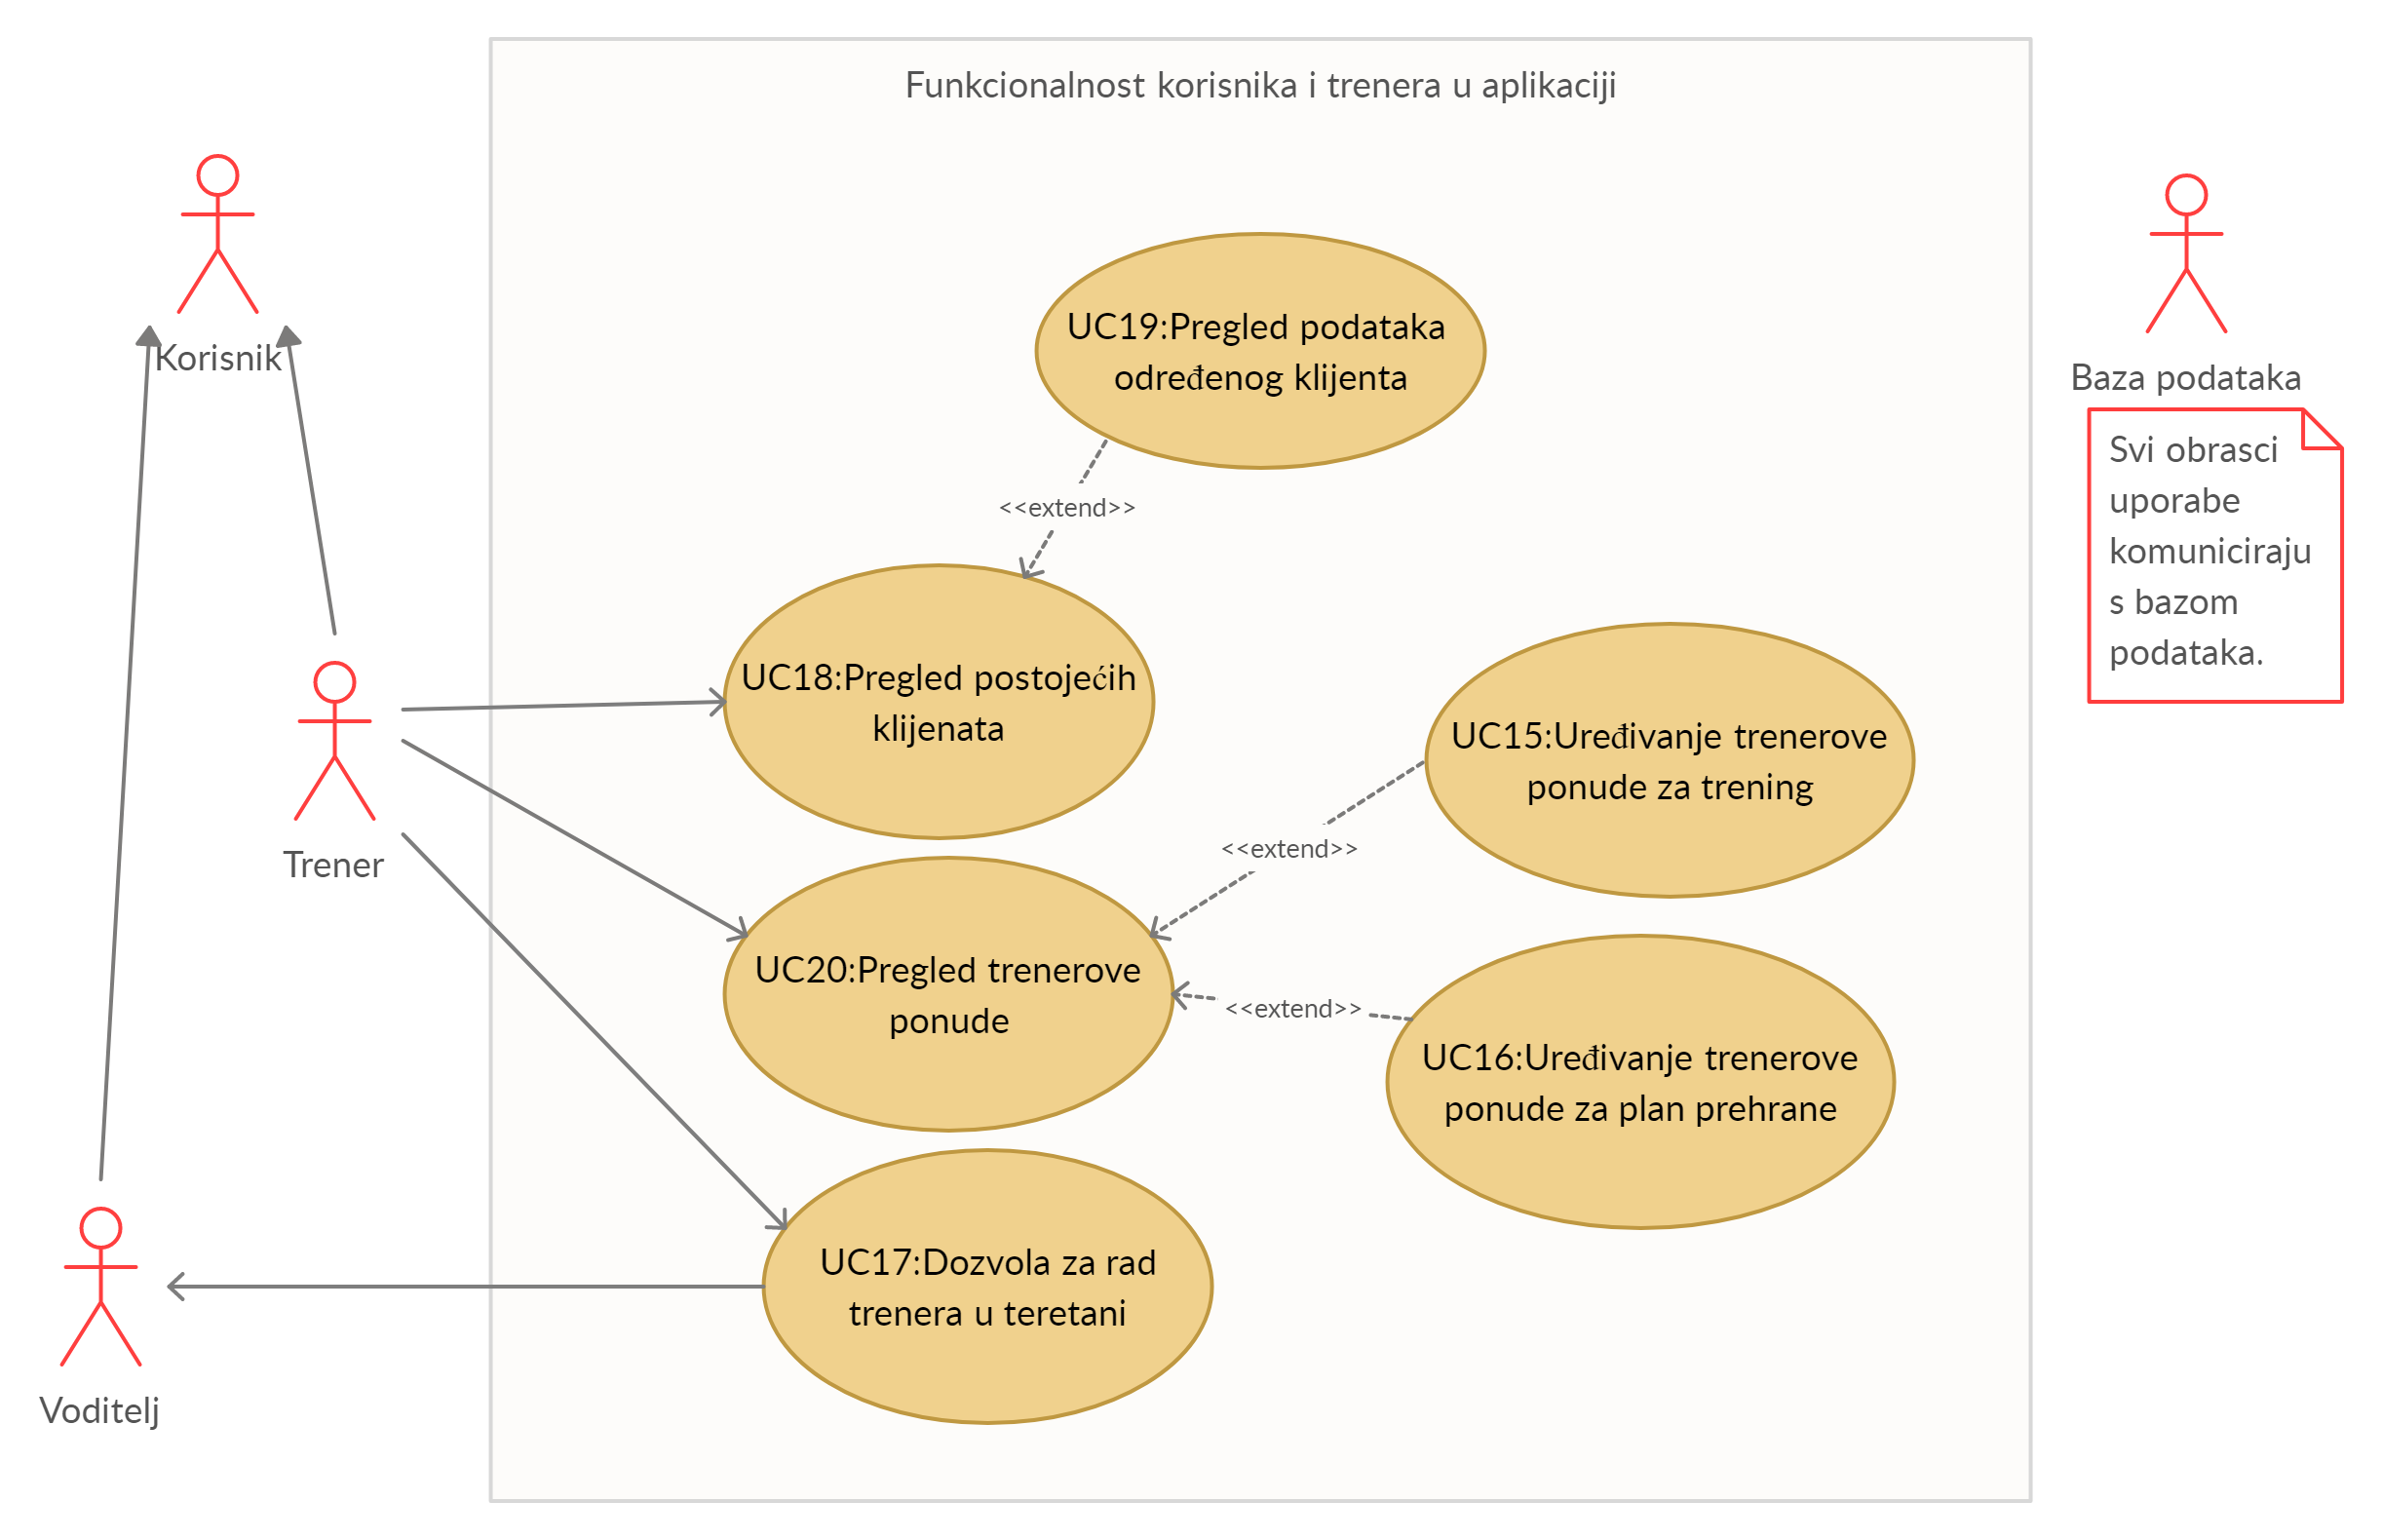 Funkcionalnost korisnika i trenera u aplikaciji
Korisnik
UC19:Pregled podataka
određenog klijenta
Baza podataka
Svi obrasci
uporabe
komuniciraju
s bazom
podataka.
<<extend>>
UC18:Pregled postojećih
klijenata
Trener
UC15:Uređivanje trenerove
ponude za trening
<<extend>>
UC20:Pregled trenerove
ponude
<<extend>>
UC16:Uređivanje trenerove
ponude za plan prehrane
UC17:Dozvola za rad
trenera u teretani
Voditelj